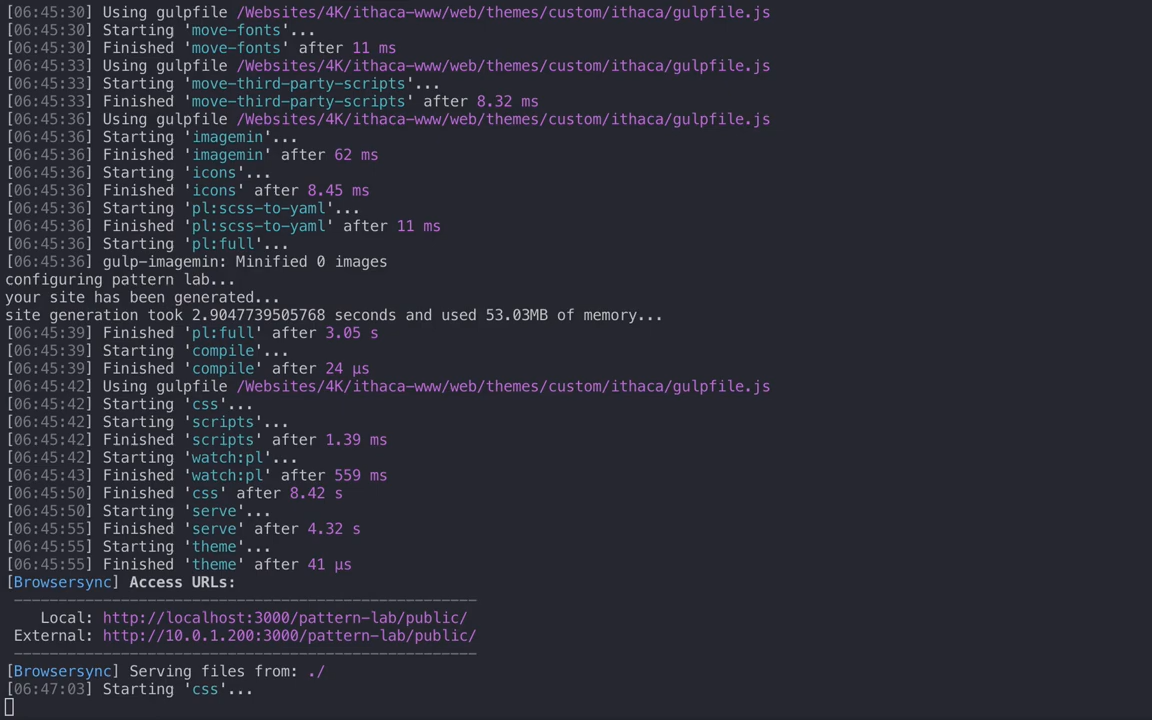 [06:45:30] Using gulpfile /Websites/4K/ithaca-www/web/themes/custom/ithaca/gulpfile.js
[06:45:30] Starting 'move-fonts'...
[06:45:30] Finished 'move-fonts' after 11 ms
[06:45:33] Using gulpfile /Websites/4K/ithaca-www/web/themes/custom/ithaca/gulpfile.js
[06:45:33] Starting 'move-third-party-scripts'...
[06:45:33] Finished 'move-third-party-scripts' after 8.32 ms
[06:45:36] Using gulpfile /Websites/4K/ithaca-www/web/themes/custom/ithaca/gulpfile.js
[06:45:36] Starting 'imagemin'...
[06:45:36] Finished 'imagemin' after 62 ms
[06:45:36] Starting 'icons'...
[06:45:36] Finished 'icons' after 8.45 ms
[06:45:36] Starting 'pl:scss-to-yaml'...
[06:45:36] Finished 'pl:scss-to-yaml' after 11 ms
[06:45:36] Starting 'pl:full'...
[06:45:36] gulp-imagemin: Minified 0 images
configuring pattern lab...
your site has been generated...
site generation took 2.9047739505768 seconds and used 53.03MB of memory...
[06:45:39] Finished 'pl:full' after 3.05 s
[06:45:39] Starting 'compile'...
[06:45:39] Finished 'compile' after 24 μs
[06:45:42] Using gulpfile /Websites/4K/ithaca-www/web/themes/custom/ithaca/gulpfile.js
[06:45:42] Starting 'css'...
[06:45:42] Starting 'scripts'...
[06:45:42] Finished 'scripts' after 1.39 ms
[06:45:42] Starting 'watch:pl'...
[06:45:43] Finished 'watch:pl' after 559 ms
[06:45:50] Finished 'css' after 8.42 s
[06:45:50] Starting 'serve'...
[06:45:55] Finished 'serve' after 4.32 s
[06:45:55] Starting 'theme'...
[06:45:55] Finished 'theme' after 41 μs
[Browsersync] Access URLs:
----------------------------------------------------
Local: http://localhost:3000/pattern-lab/public/
External: http://10.0.1.200:3000/pattern-lab/public/
----------------------------------------------------
[Browsersync] Serving files from: ./
[06:47:03] Starting 'css'...